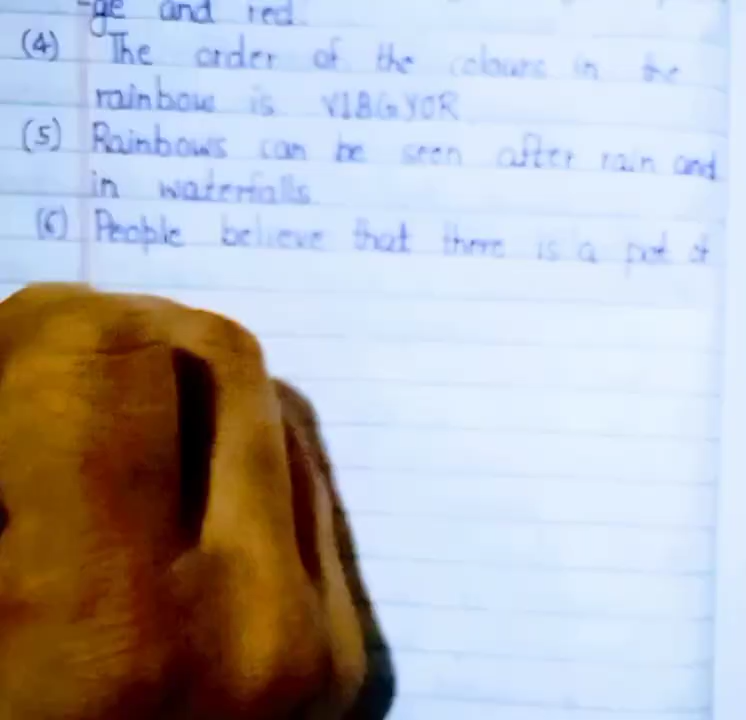 -ge and red.
(4) The order of the colours in the
rainbow is VIBGYOR
(5) Rainbows can be seen after rain and
in waterfalls
(6) People believe that there is a pot of